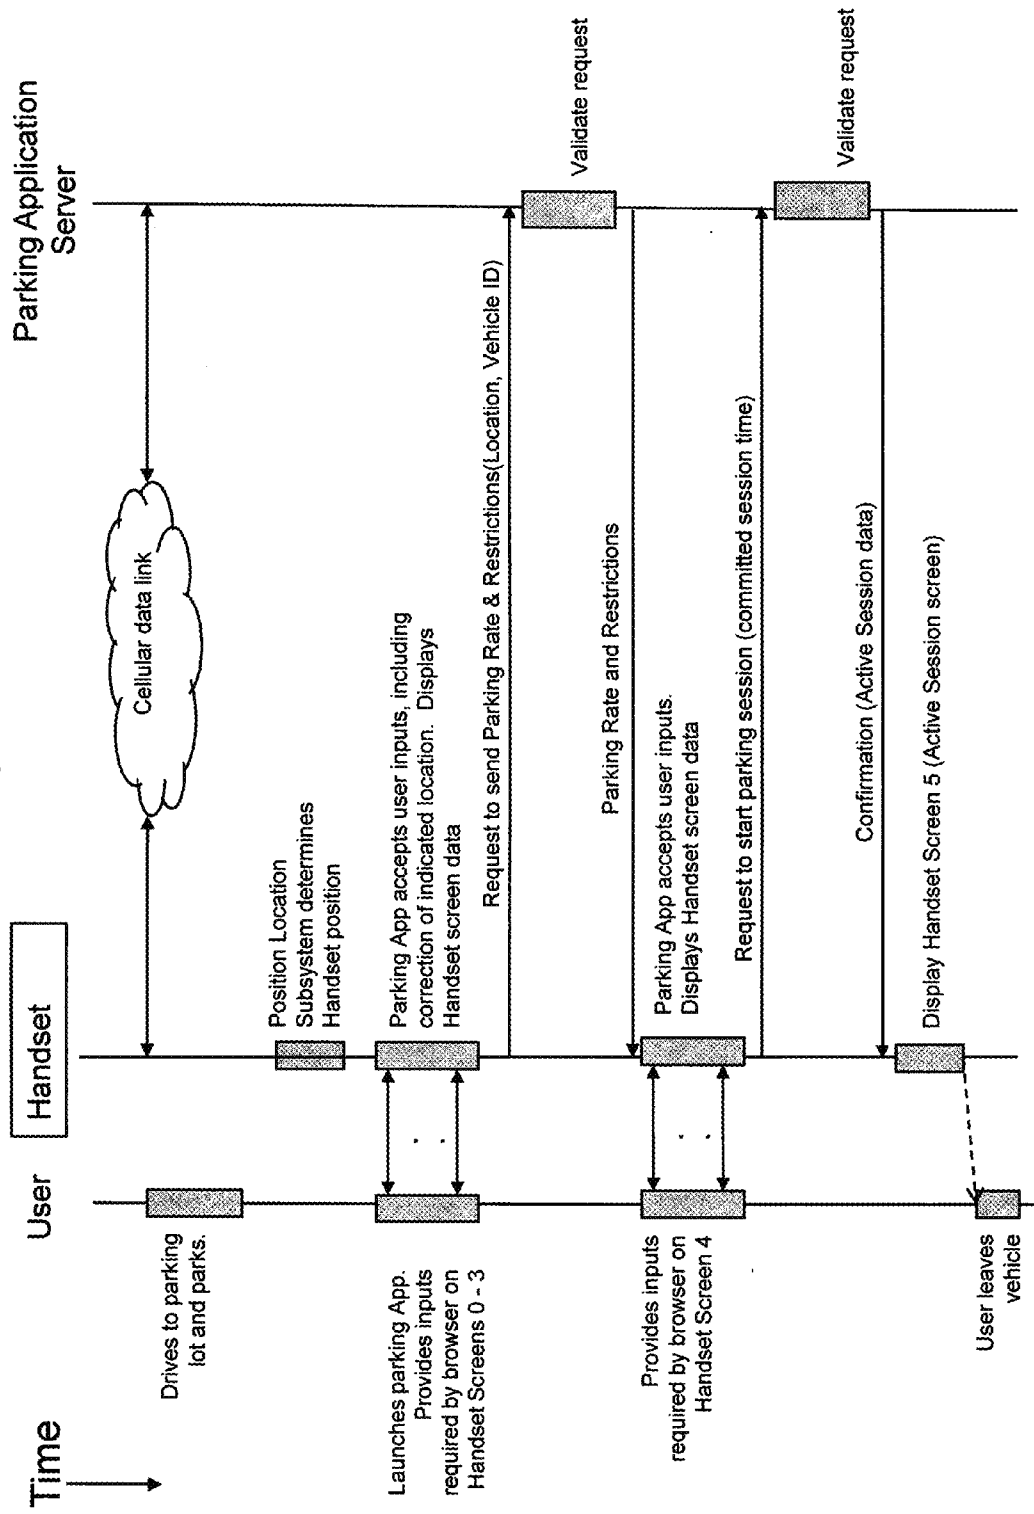 Time
User
Handset
Parking Application
Server
Cellular data link
Drives to parking
lot and parks.
Position Location
Subsystem determines
Handset position
Launches parking App.
Provides inputs
required by browser on
Handset Screens 0 - 3
Parking App accepts user inputs, including
correction of indicated location. Displays
Handset screen data
Request to send Parking Rate & Restrictions(Location, Vehicle ID)
Validate request
Parking Rate and Restrictions
Provides inputs
required by browser on
Handset Screen 4
Parking App accepts user inputs.
Displays Handset screen data
Request to start parking session (committed session time)
Validate request
Confirmation (Active Session data)
Display Handset Screen 5 (Active Session screen)
User leaves
vehicle